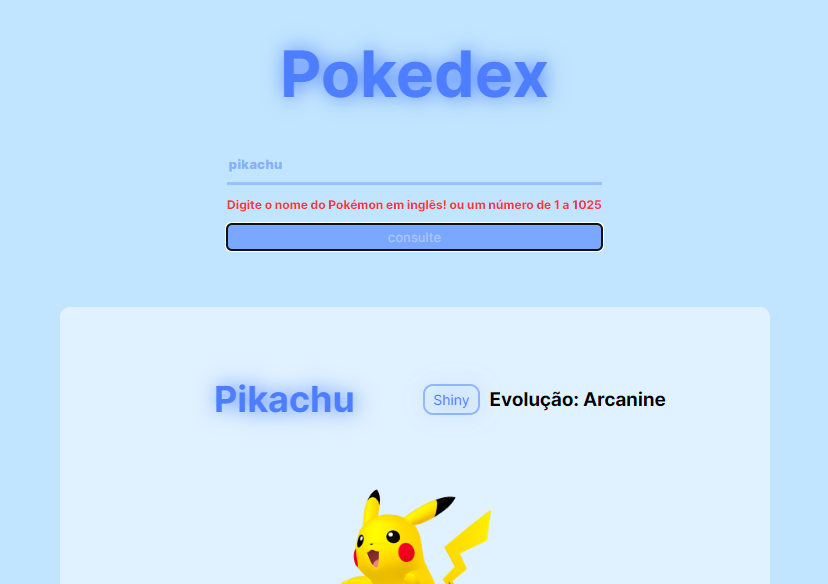 Pokedex
pikachu
Digite o nome do Pokémon em inglês! ou um número de 1 a 1025
consulte
Pikachu
Shiny
Evolução: Arcanine